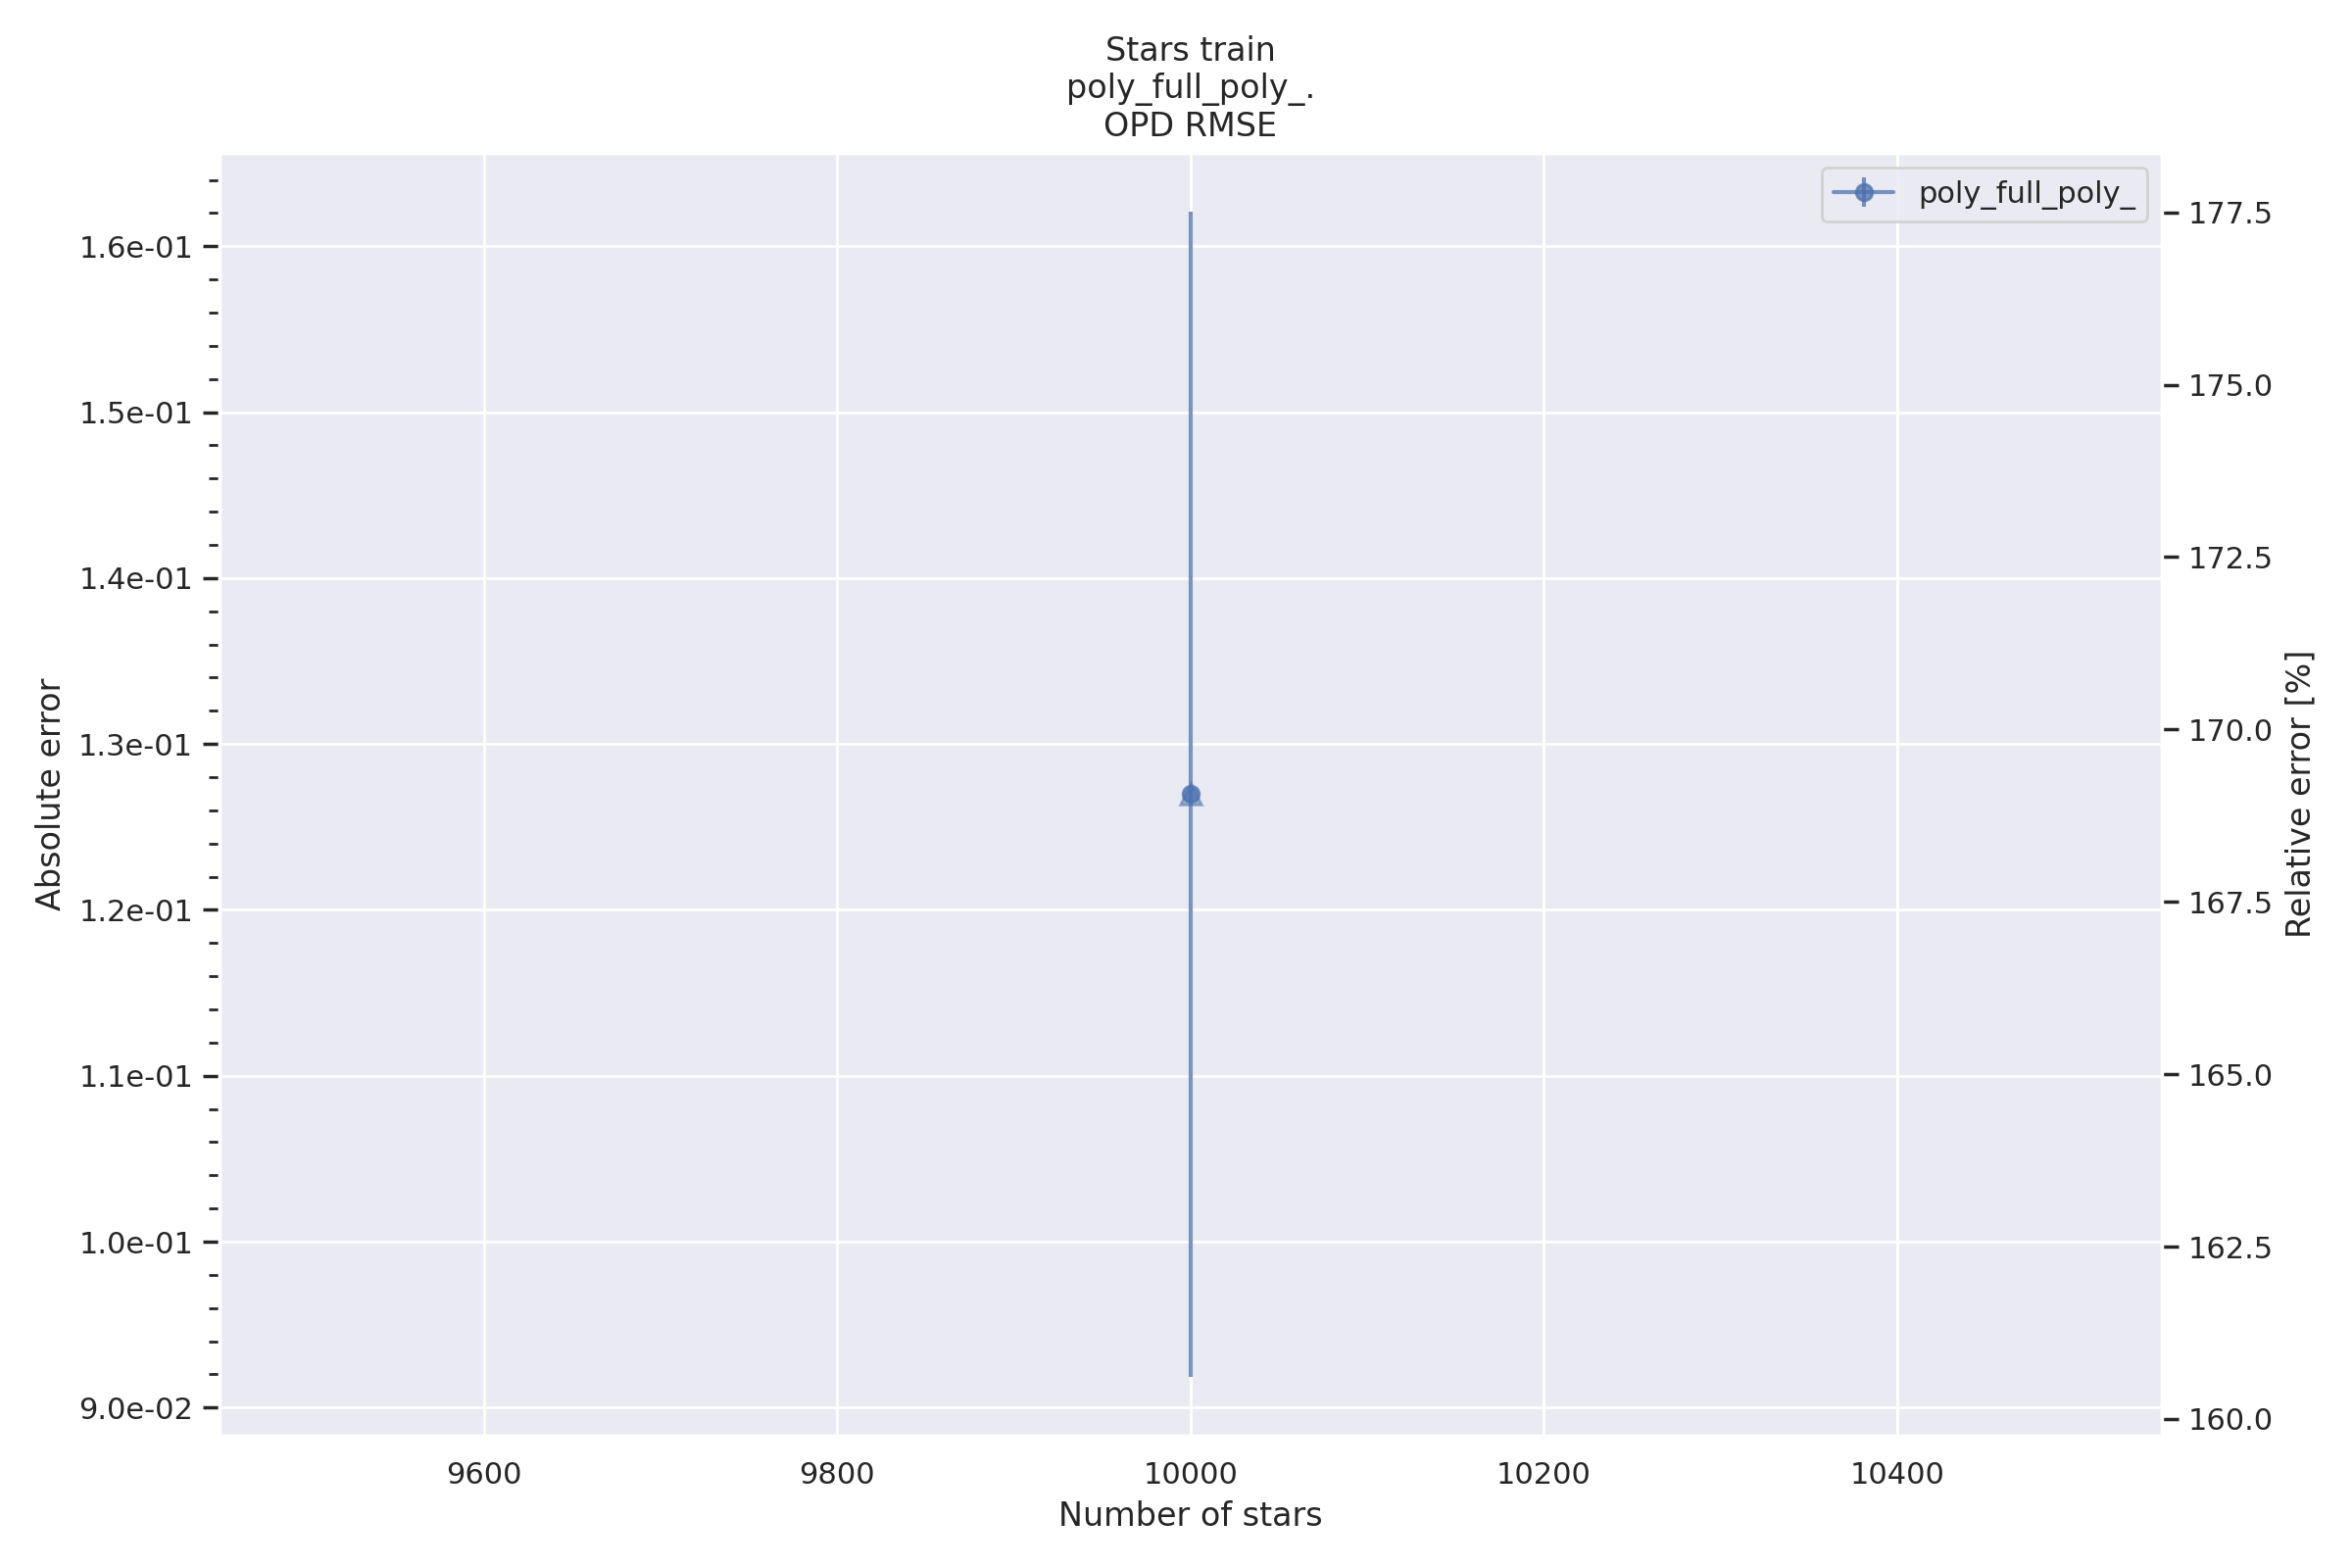 Stars train
poly_full_poly_.
OPD RMSE
poly_full_poly_
Absolute error
1.6e-01
1.5e-01
1.4e-01
1.3e-01
1.2e-01
1.1e-01
1.0e-01
9.0e-02
177.5
175.0
172.5
170.0
167.5
165.0
162.5
160.0
Relative error [%]
9600
9800
10000
10200
10400
Number of stars